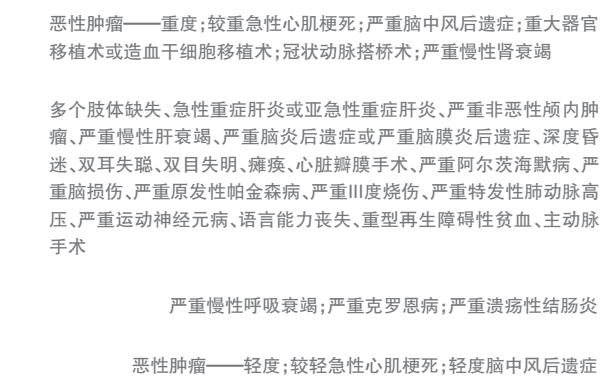 恶性肿瘤——重度;较重急性心肌梗死;严重脑中风后遗症;重大器官
移植术或造血干细胞移植术;冠状动脉搭桥术;严重慢性肾衰竭
多个肢体缺失、急性重症肝炎或亚急性重症肝炎、严重非恶性颅内肿
瘤、严重慢性肝衰竭、严重脑炎后遗症或严重脑膜炎后遗症、深度昏
迷、双耳失聪、双目失明、瘫痪、心脏瓣膜手术、严重阿尔茨海默病、严
重脑损伤、严重原发性帕金森病、严重III度烧伤、严重特发性肺动脉高
压、严重运动神经元病、语言能力丧失、重型再生障碍性贫血、主动脉
手术
严重慢性呼吸衰竭;严重克罗恩病;严重溃疡性结肠炎
恶性肿瘤——轻度;较轻急性心肌梗死;轻度脑中风后遗症